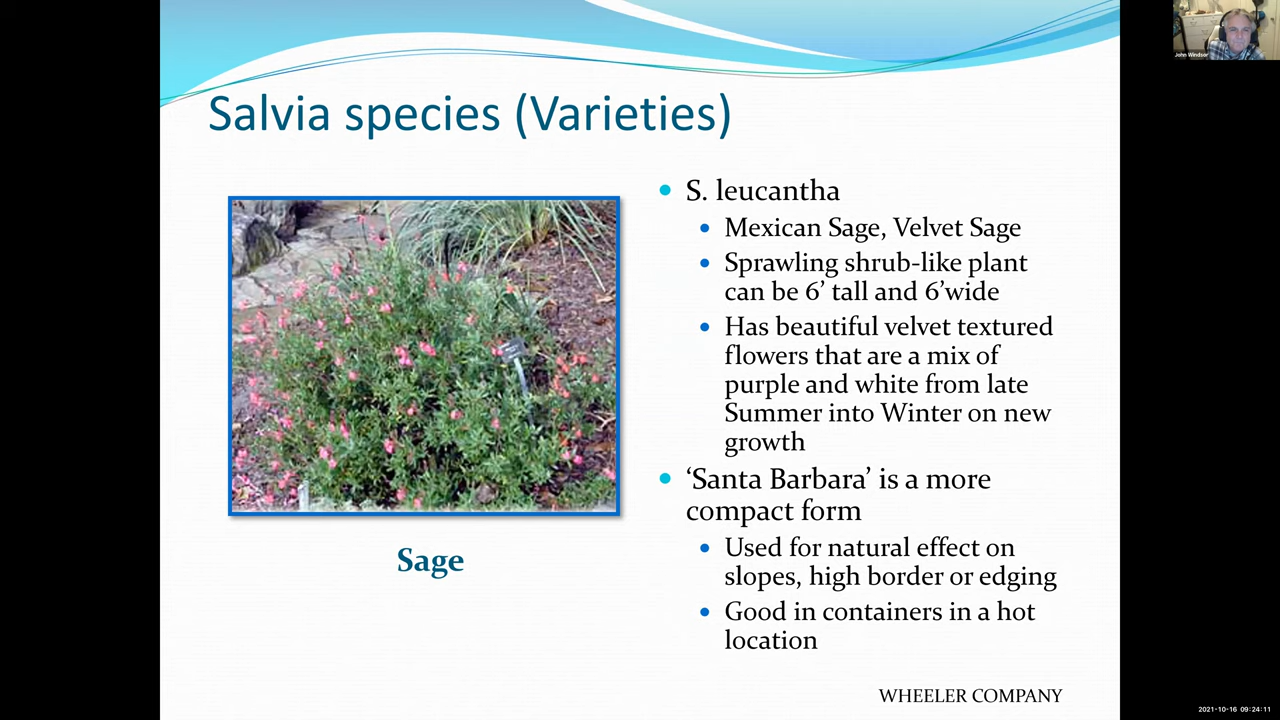 John Windsor
Salvia species (Varieties)
S. leucantha
Mexican Sage, Velvet Sage
Sprawling shrub-like plant
can be 6’ tall and 6’wide
Has beautiful velvet textured
flowers that are a mix of
purple and white from late
Summer into Winter on new
growth
‘Santa Barbara’ is a more
compact form
Used for natural effect on
slopes, high border or edging
Good in containers in a hot
location
Sage
WHEELER COMPANY
2021-10-16 09:24:11